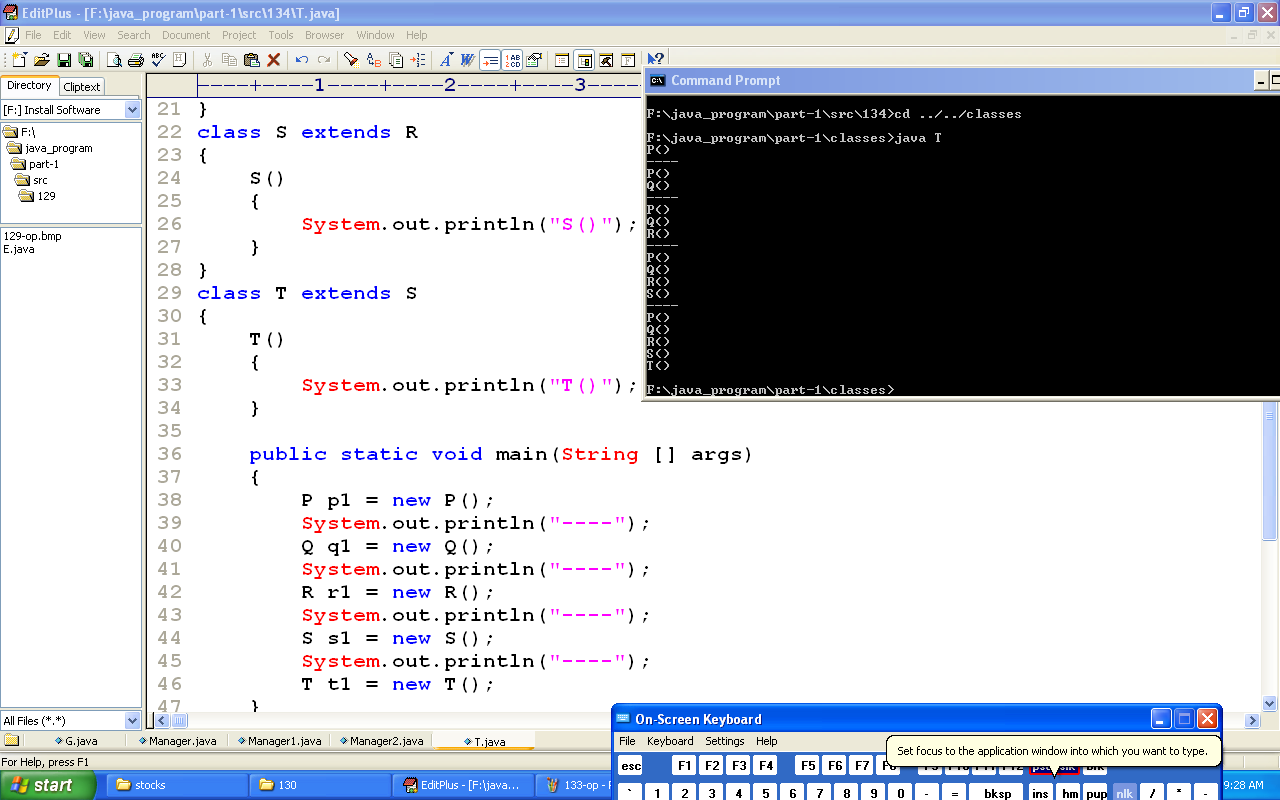 EditPlus - [F:\java_program\part-1\src\134\T.java]
File Edit View Search Document Project Tools Browser Window Help
Directory Cliptext
[F:] Install Software
F:\
java_program
part-1
src
129
129-op.bmp
E.java
All Files (*.*)
----+----1----+----2----+----3-----
21 }
22 class S extends R
23 {
24 S()
25 {
26 System.out.println("S()");
27 }
28 }
29 class T extends S
30 {
31 T()
32 {
33 System.out.println("T()");
34 }
35
36 public static void main(String [] args)
37 {
38 P p1 = new P();
39 System.out.println("----");
40 Q q1 = new Q();
41 System.out.println("----");
42 R r1 = new R();
43 System.out.println("----");
44 S s1 = new S();
45 System.out.println("----");
46 T t1 = new T();
47 }
Command Prompt
F:\java_program\part-1\src\134>cd ../../classes
F:\java_program\part-1\classes>java T
P()
----
P()
Q()
----
P()
Q()
R()
----
P()
Q()
R()
S()
----
P()
Q()
R()
S()
T()
F:\java_program\part-1\classes>
G.java Manager.java Manager1.java Manager2.java T.java
For Help, press F1
On-Screen Keyboard
File Keyboard Settings Help
Set focus to the application window into which you want to type.
esc F1 F2 F3 F4 F5 F6 F7
` 1 2 3 4 5 6 7 8 9 0 - = bksp ins hm pup nlk / * -
start stocks 130 EditPlus - [F:\java... 133-op - 9:28 AM